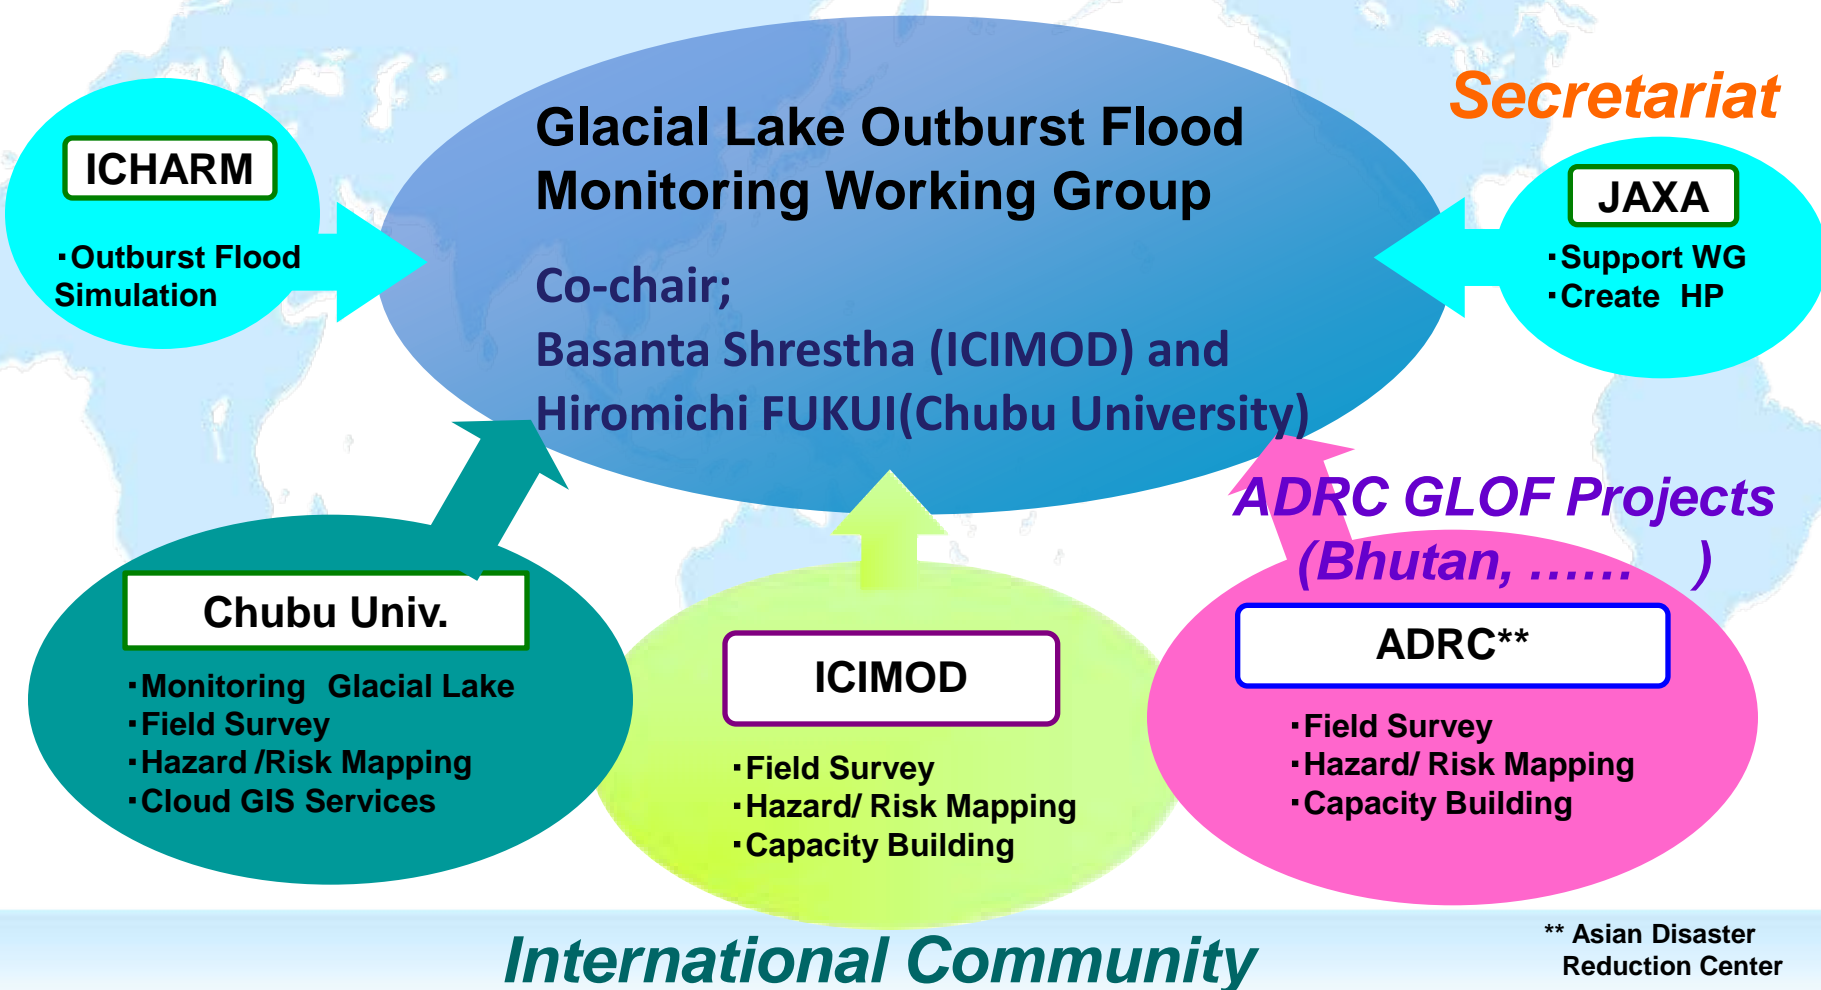 Glacial Lake Outburst Flood
Monitoring Working Group
Co-chair;
Basanta Shrestha (ICIMOD) and
Hiromichi FUKUI(Chubu University)
ICHARM
・Outburst Flood
Simulation
Secretariat
JAXA
・Support WG
・Create HP
Chubu Univ.
・Monitoring Glacial Lake
・Field Survey
・Hazard /Risk Mapping
・Cloud GIS Services
ICIMOD
・Field Survey
・Hazard/ Risk Mapping
・Capacity Building
ADRC GLOF Projects
(Bhutan, …… )
ADRC**
・Field Survey
・Hazard/ Risk Mapping
・Capacity Building
International Community
** Asian Disaster
Reduction Center